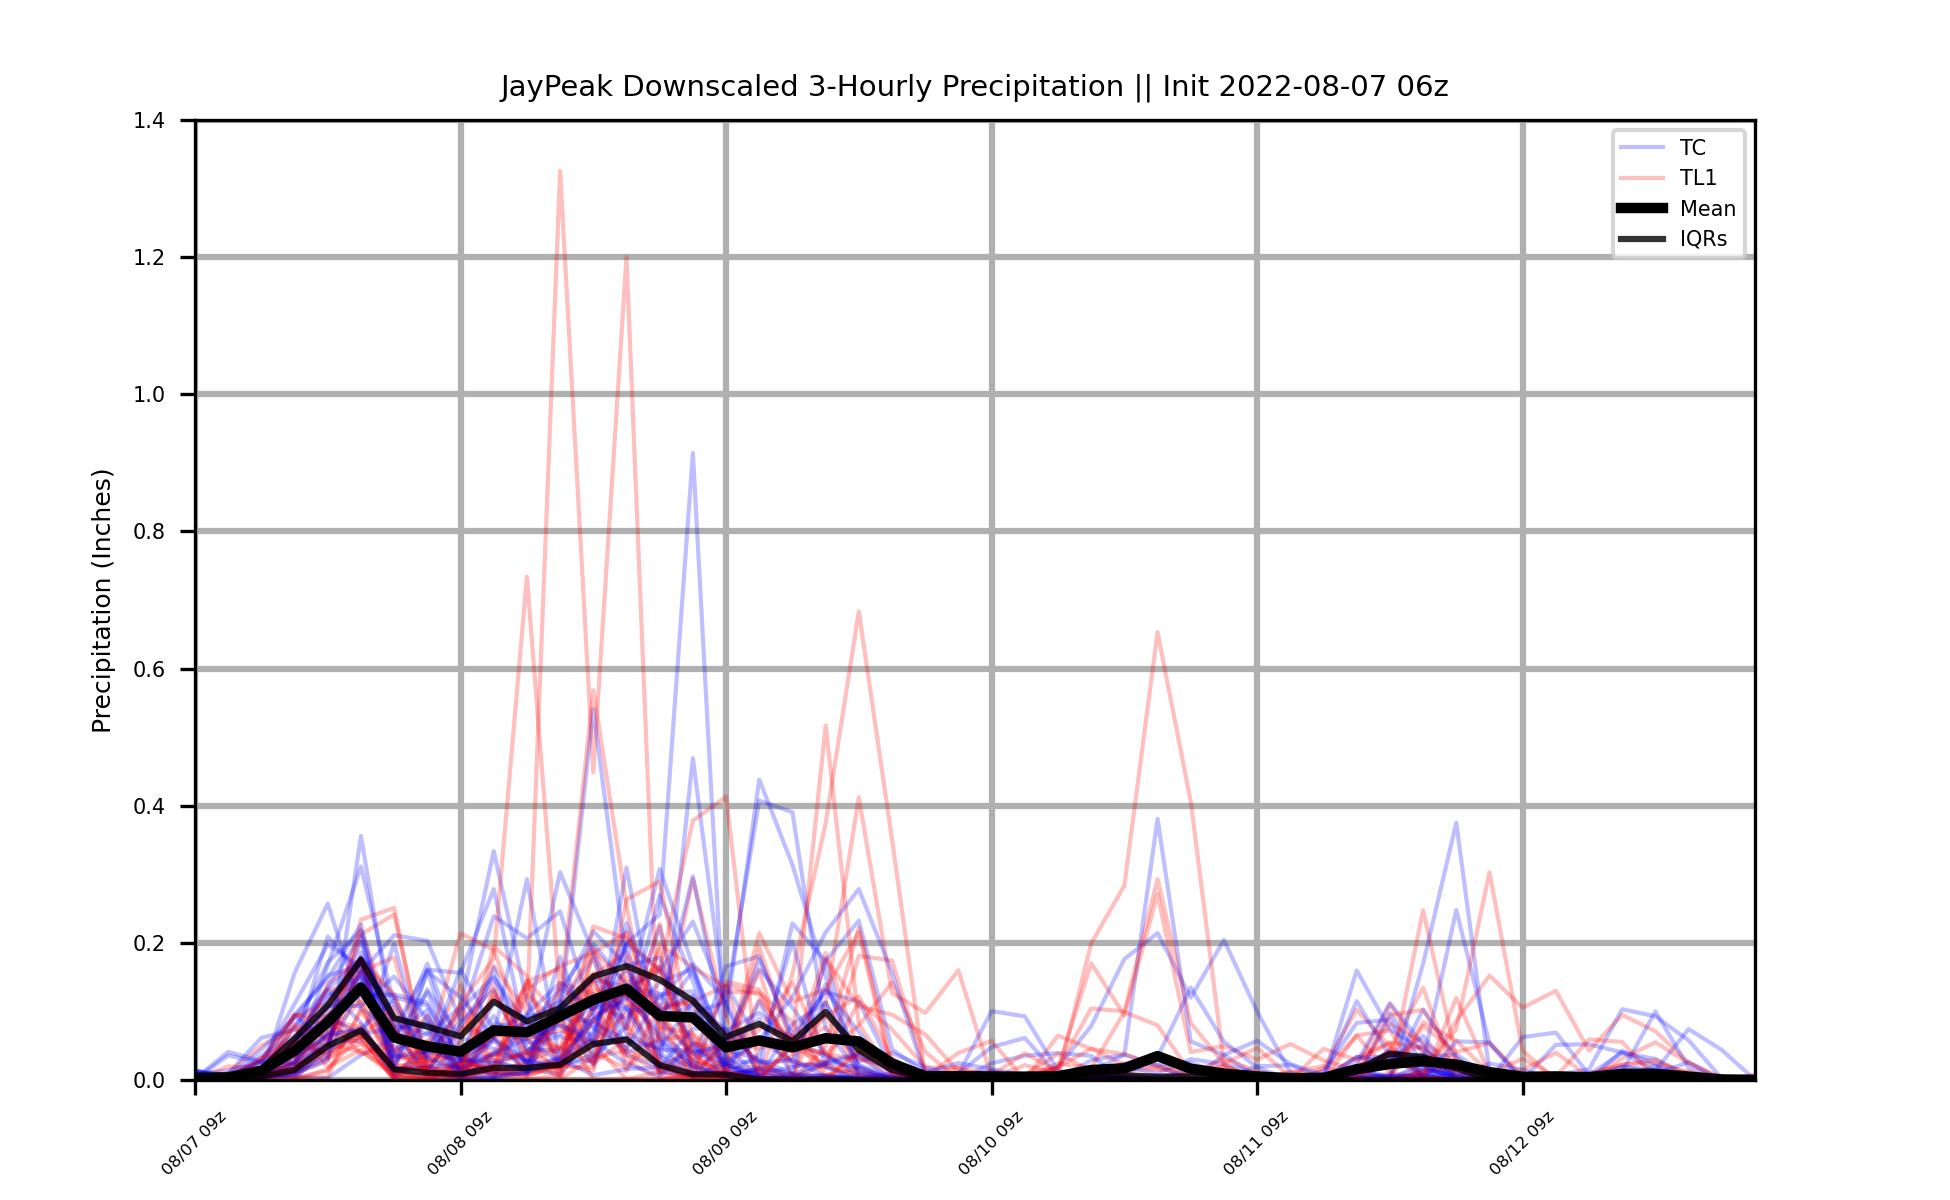 JayPeak Downscaled 3-Hourly Precipitation || Init 2022-08-07 06z
TC
TL1
Mean
IQRs
Precipitation (Inches)
1.4
1.2
1.0
0.8
0.6
0.4
0.2
0.0
08/07 09z
08/08 09z
08/09 09z
08/10 09z
08/11 09z
08/12 09z